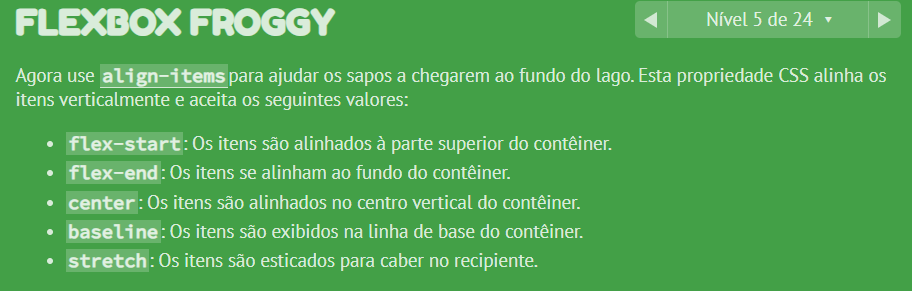 FLEXBOX FROGGY
Nível 5 de 24
Agora use align-items para ajudar os sapos a chegarem ao fundo do lago. Esta propriedade CSS alinha os
itens verticalmente e aceita os seguintes valores:
flex-start: Os itens são alinhados à parte superior do contêiner.
flex-end: Os itens se alinham ao fundo do contêiner.
center: Os itens são alinhados no centro vertical do contêiner.
baseline: Os itens são exibidos na linha de base do contêiner.
stretch: Os itens são esticados para caber no recipiente.